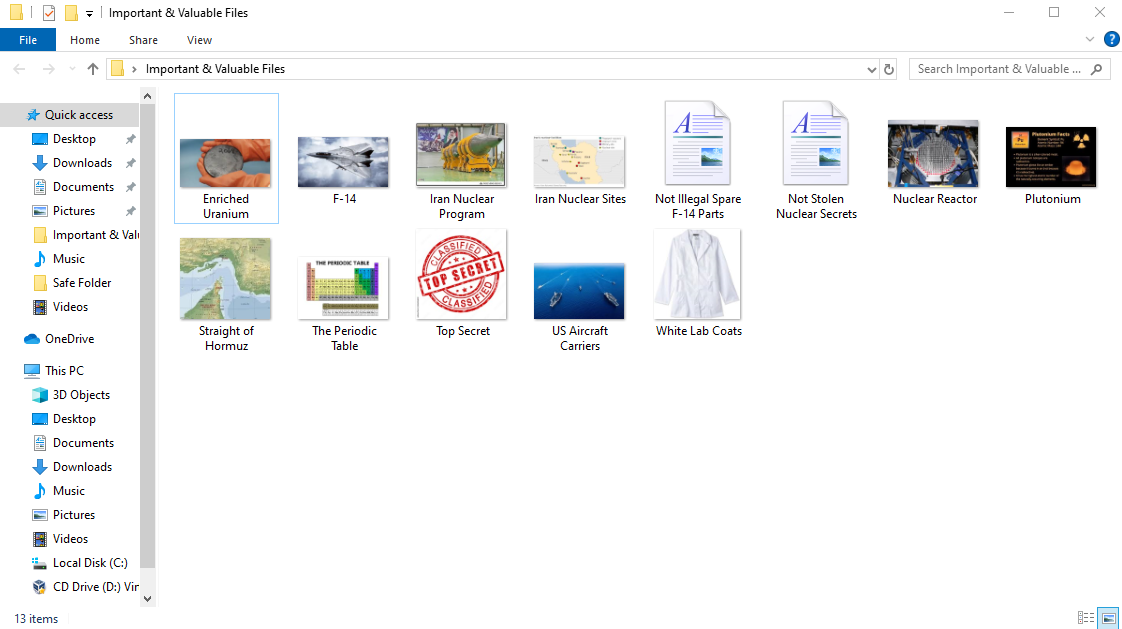 Important & Valuable Files
File Home Share View
Important & Valuable Files
Search Important & Valuable ...
Quick access
Desktop
Downloads
Documents
Pictures
Important & Valu
Music
Safe Folder
Videos
OneDrive
This PC
3D Objects
Desktop
Documents
Downloads
Music
Pictures
Videos
Local Disk (C:)
CD Drive (D:) Vir
Enriched
Uranium
F-14
Iran Nuclear
Program
Iran Nuclear Sites
A
Not Illegal Spare
F-14 Parts
A
Not Stolen
Nuclear Secrets
Nuclear Reactor
Plutonium Facts
Plutonium
Straight of
Hormuz
THE PERIODIC TABLE
The Periodic
Table
CLASSIFIED
TOP SECRET
CLASSIFIED
Top Secret
US Aircraft
Carriers
White Lab Coats
13 items